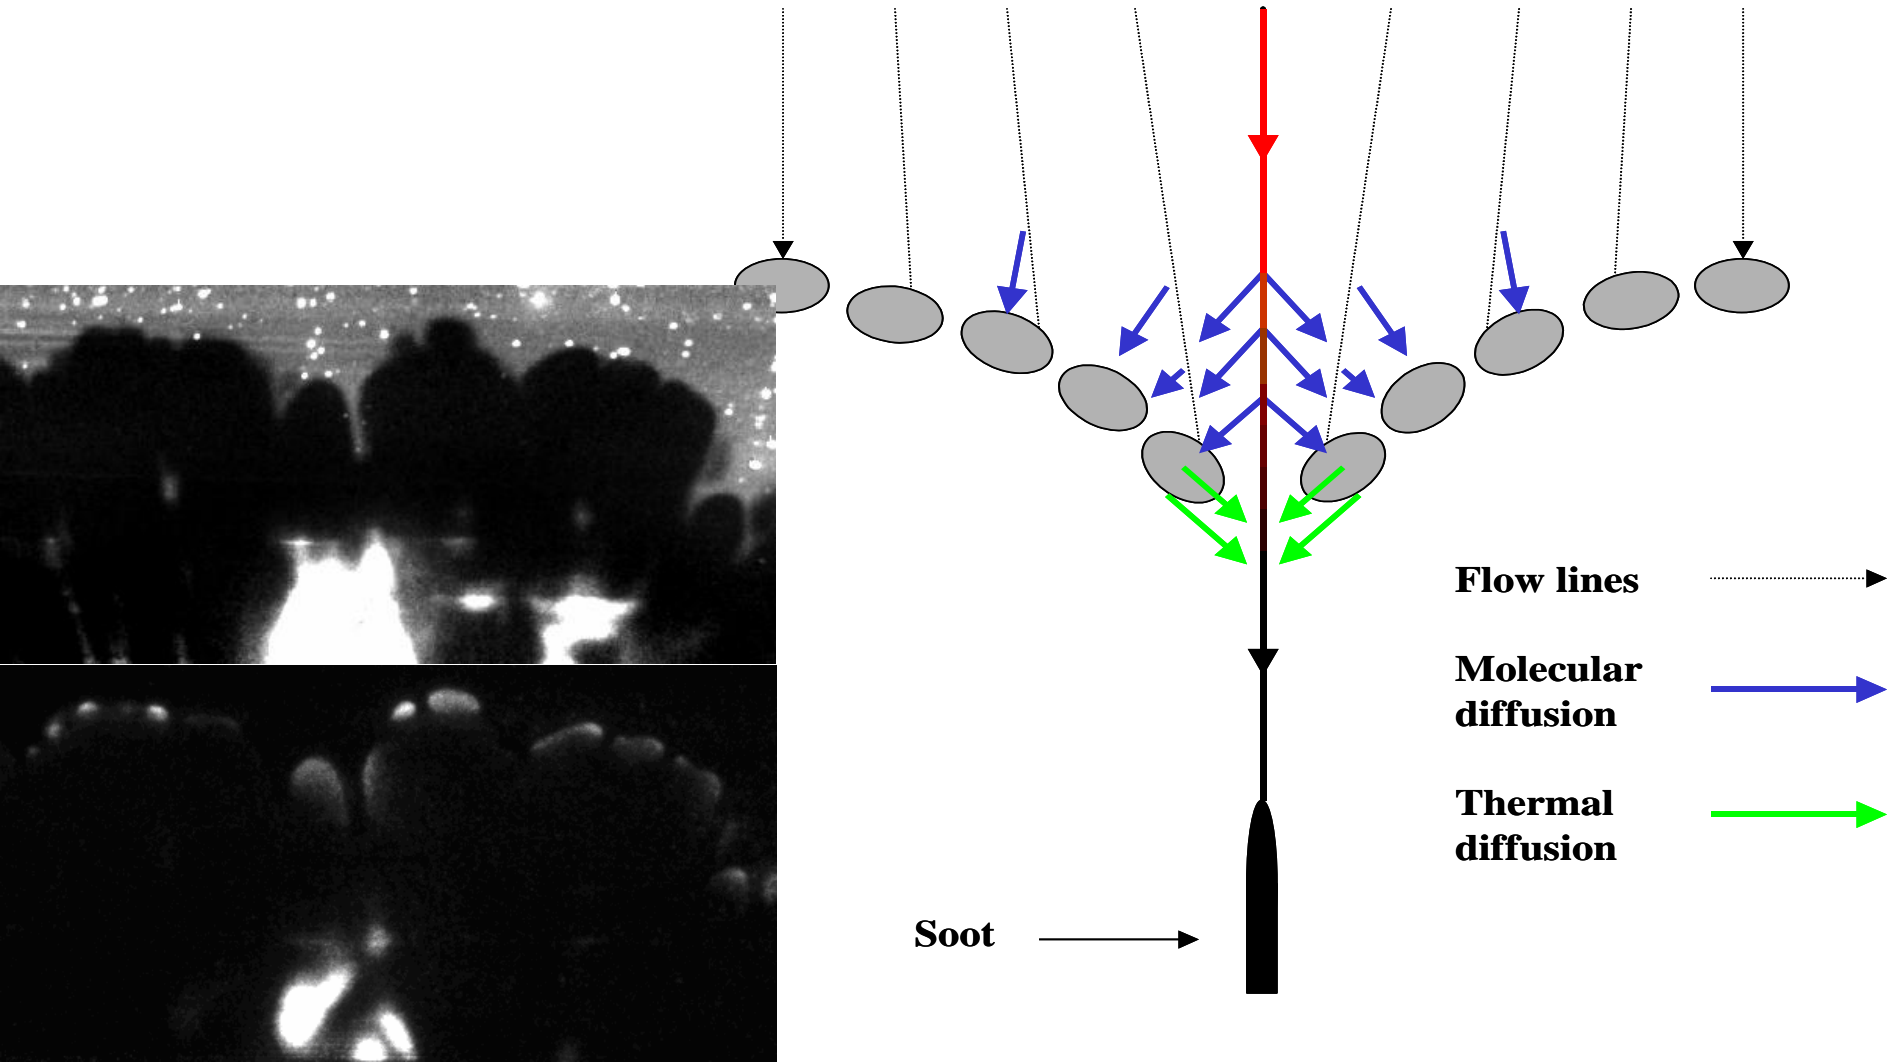 Flow lines
Molecular
diffusion
Thermal
diffusion
Soot